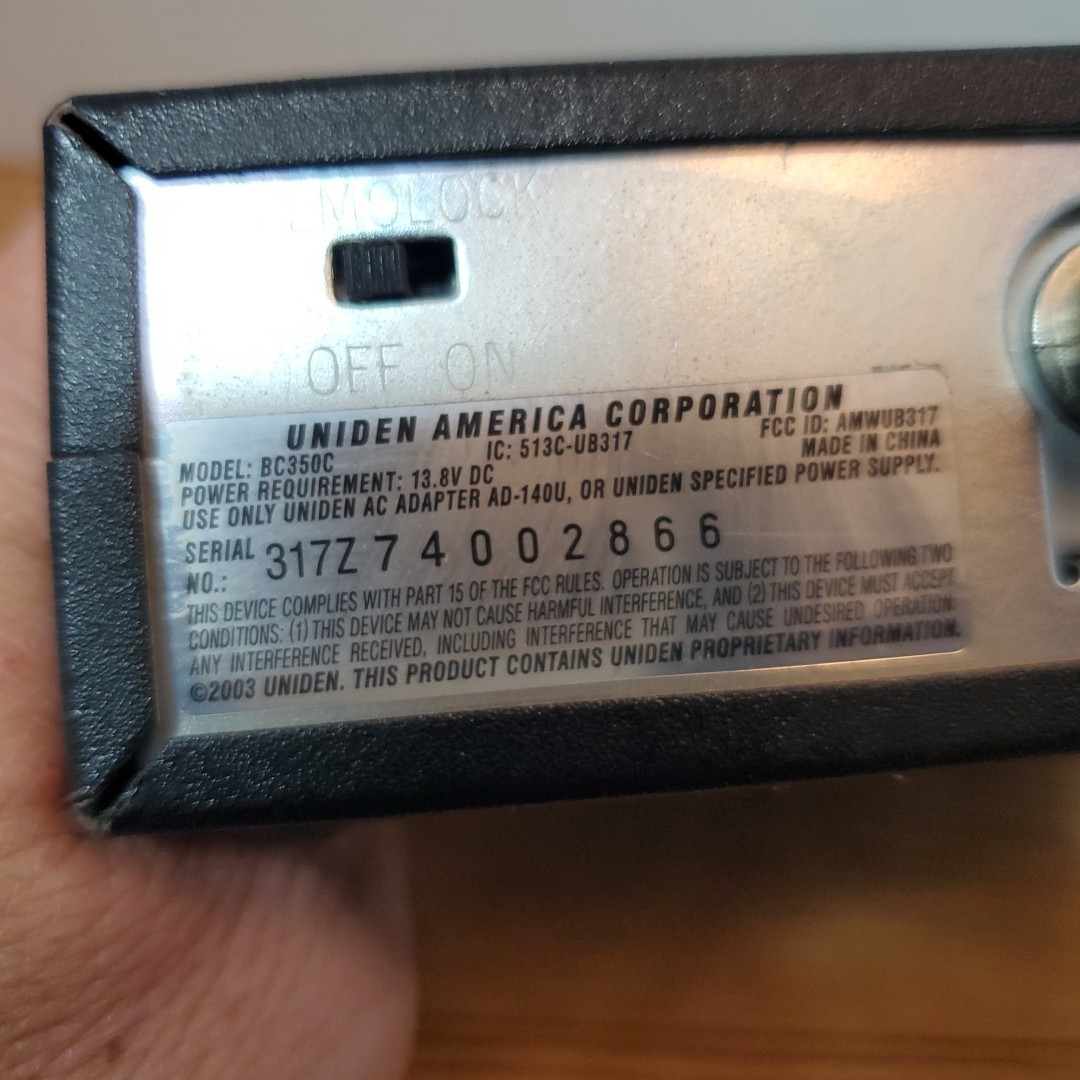 MOLOCK
OFF ON
UNIDEN AMERICA CORPORATION
MODEL: BC350C IC: 513C-UB317 FCC ID: AMWUB317
POWER REQUIREMENT: 13.8V DC MADE IN CHINA
USE ONLY UNIDEN AC ADAPTER AD-140U, OR UNIDEN SPECIFIED POWER SUPPLY.
SERIAL NO.: 317Z74002866
THIS DEVICE COMPLIES WITH PART 15 OF THE FCC RULES. OPERATION IS SUBJECT TO THE FOLLOWING TWO
CONDITIONS: (1) THIS DEVICE MAY NOT CAUSE HARMFUL INTERFERENCE, AND (2) THIS DEVICE MUST ACCEPT
ANY INTERFERENCE RECEIVED, INCLUDING INTERFERENCE THAT MAY CAUSE UNDESIRED OPERATION.
©2003 UNIDEN. THIS PRODUCT CONTAINS UNIDEN PROPRIETARY INFORMATION.